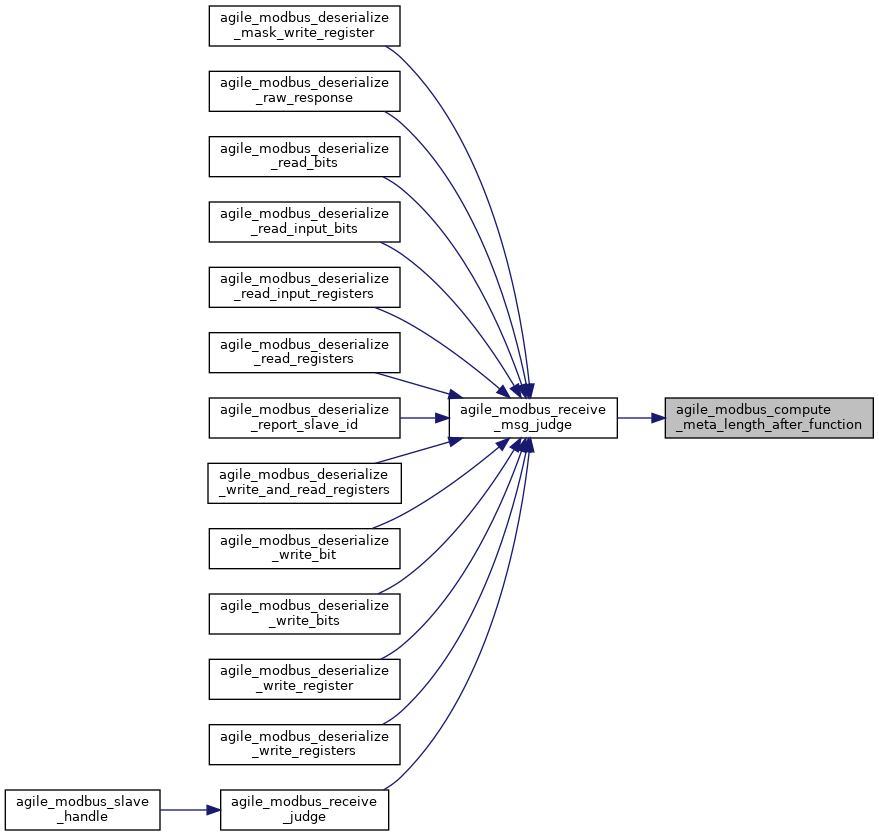 agile_modbus_deserialize
_mask_write_register
agile_modbus_deserialize
_raw_response
agile_modbus_deserialize
_read_bits
agile_modbus_deserialize
_read_input_bits
agile_modbus_deserialize
_read_input_registers
agile_modbus_deserialize
_read_registers
agile_modbus_deserialize
_report_slave_id
agile_modbus_receive
_msg_judge
agile_modbus_compute
_meta_length_after_function
agile_modbus_deserialize
_write_and_read_registers
agile_modbus_deserialize
_write_bit
agile_modbus_deserialize
_write_bits
agile_modbus_deserialize
_write_register
agile_modbus_deserialize
_write_registers
agile_modbus_slave
_handle
agile_modbus_receive
_judge